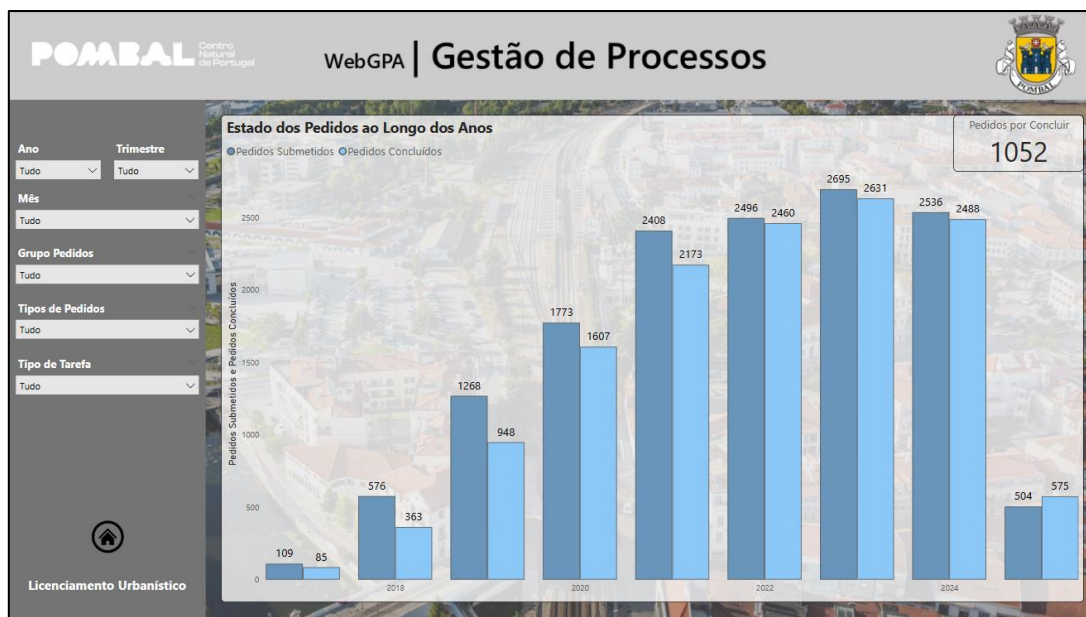 POMBAL Centro
Natural
de Portugal
WebGPA | Gestão de Processos
POMBAL
Ano Trimestre
Tudo Tudo
Mês
Tudo
Grupo Pedidos
Tudo
Tipos de Pedidos
Tudo
Tipo de Tarefa
Tudo
Licenciamento Urbanístico
Estado dos Pedidos ao Longo dos Anos
Pedidos Submetidos Pedidos Concluídos
Pedidos por Concluir
1052
Pedidos Submetidos e Pedidos Concluídos
2500
2000
1500
1000
500
0
109 85
576 363
1268 948
1773 1607
2408 2173
2496 2460
2695 2631
2536 2488
504 575
2018 2020 2022 2024